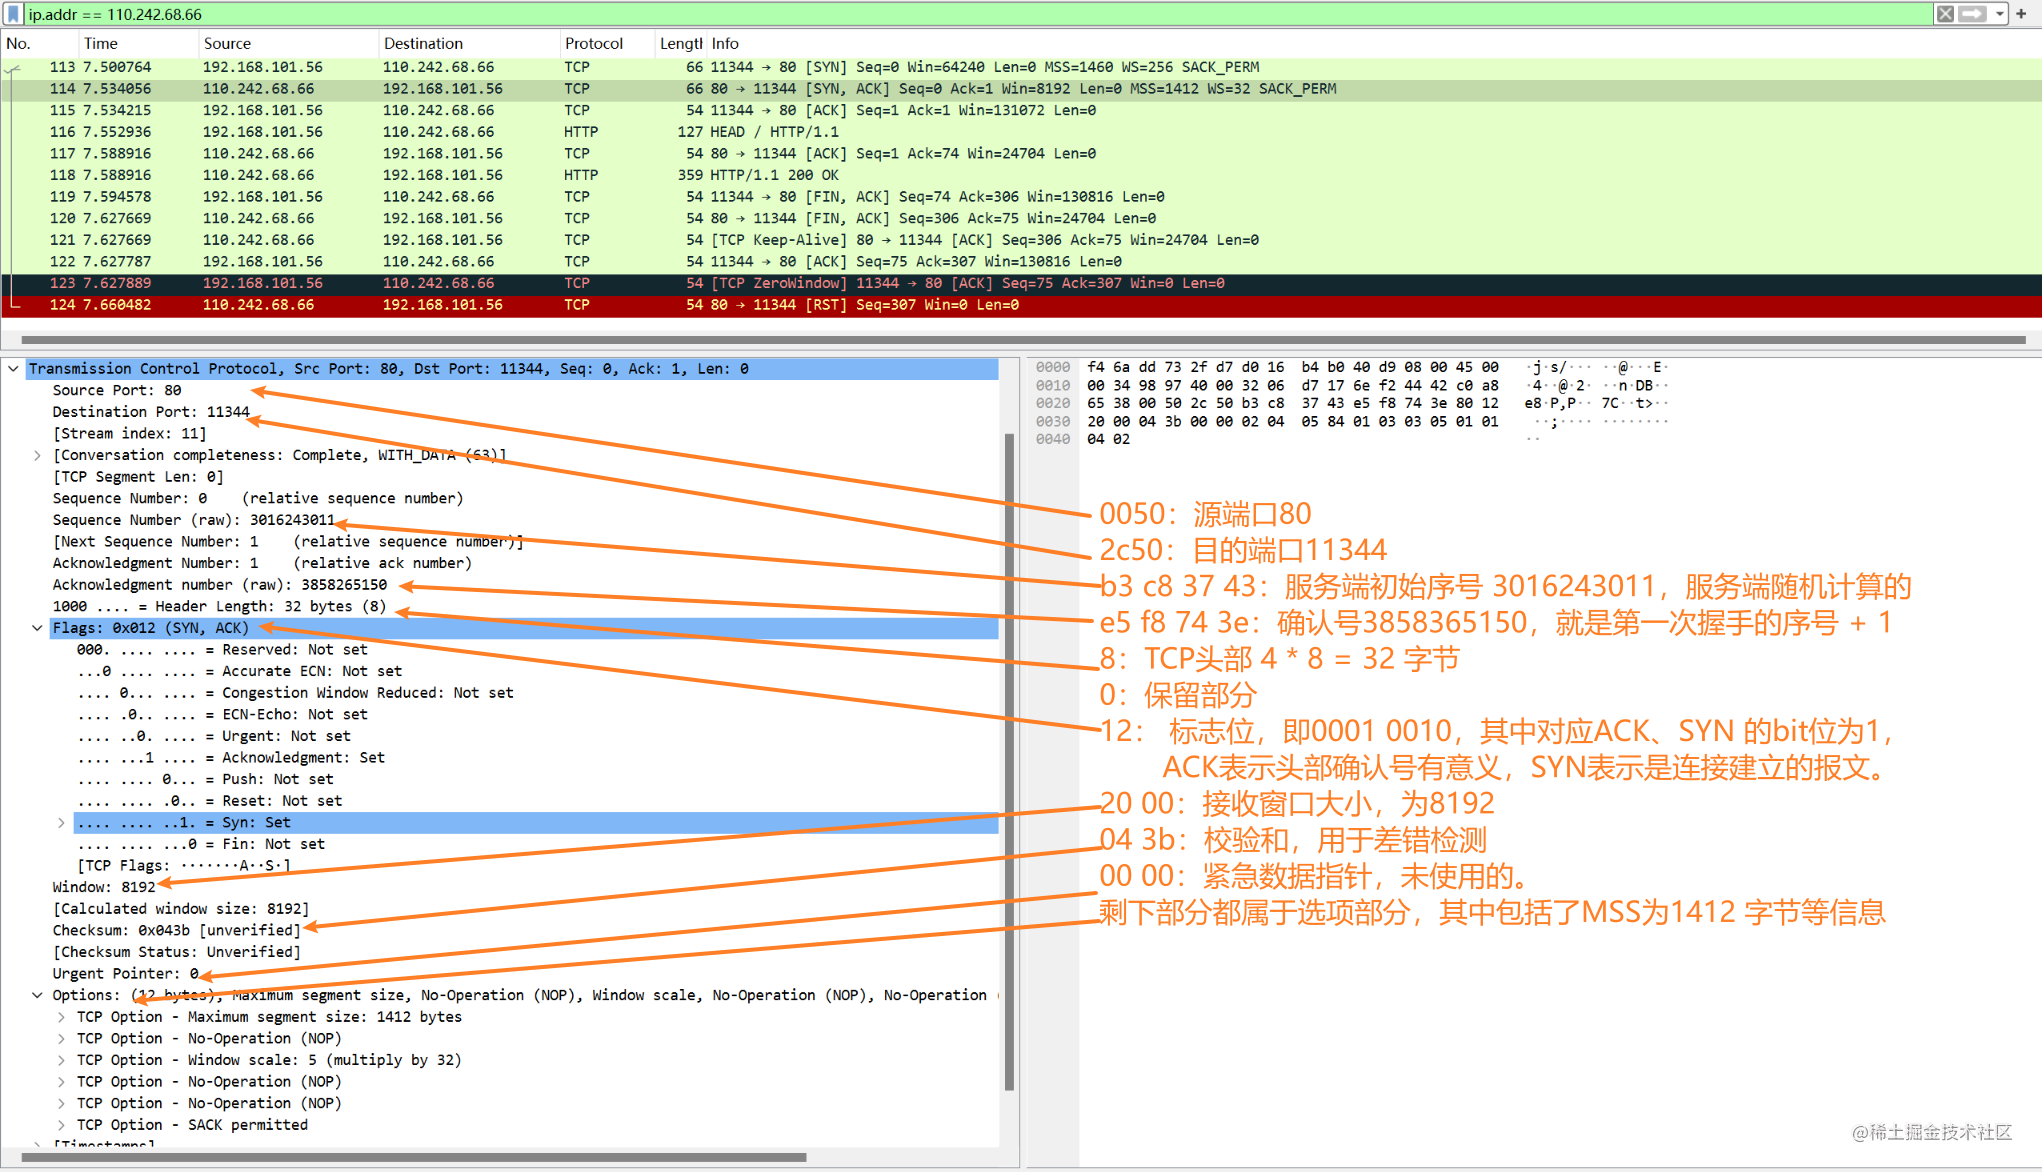 ip.addr == 110.242.68.66
No. Time Source Destination Protocol Length Info
113 7.500764 192.168.101.56 110.242.68.66 TCP 66 11344 → 80 [SYN] Seq=0 Win=64240 Len=0 MSS=1460 WS=256 SACK_PERM
114 7.534056 110.242.68.66 192.168.101.56 TCP 66 80 → 11344 [SYN, ACK] Seq=0 Ack=1 Win=8192 Len=0 MSS=1412 WS=32 SACK_PERM
115 7.534215 192.168.101.56 110.242.68.66 TCP 54 11344 → 80 [ACK] Seq=1 Ack=1 Win=131072 Len=0
116 7.552936 192.168.101.56 110.242.68.66 HTTP 127 HEAD / HTTP/1.1
117 7.588916 110.242.68.66 192.168.101.56 TCP 54 80 → 11344 [ACK] Seq=1 Ack=74 Win=24704 Len=0
118 7.588916 110.242.68.66 192.168.101.56 HTTP 359 HTTP/1.1 200 OK
119 7.594578 192.168.101.56 110.242.68.66 TCP 54 11344 → 80 [FIN, ACK] Seq=74 Ack=306 Win=130816 Len=0
120 7.627669 110.242.68.66 192.168.101.56 TCP 54 80 → 11344 [FIN, ACK] Seq=306 Ack=75 Win=24704 Len=0
121 7.627669 110.242.68.66 192.168.101.56 TCP 54 [TCP Keep-Alive] 80 → 11344 [ACK] Seq=306 Ack=75 Win=24704 Len=0
122 7.627787 192.168.101.56 110.242.68.66 TCP 54 11344 → 80 [ACK] Seq=75 Ack=307 Win=130816 Len=0
123 7.627889 192.168.101.56 110.242.68.66 TCP 54 [TCP ZeroWindow] 11344 → 80 [ACK] Seq=75 Ack=307 Win=0 Len=0
124 7.660482 110.242.68.66 192.168.101.56 TCP 54 80 → 11344 [RST] Seq=307 Win=0 Len=0
Transmission Control Protocol, Src Port: 80, Dst Port: 11344, Seq: 0, Ack: 1, Len: 0
Source Port: 80
Destination Port: 11344
[Stream index: 11]
[Conversation completeness: Complete, WITH_DATA (63)]
[TCP Segment Len: 0]
Sequence Number: 0 (relative sequence number)
Sequence Number (raw): 3016243011
[Next Sequence Number: 1 (relative sequence number)]
Acknowledgment Number: 1 (relative ack number)
Acknowledgment number (raw): 3858265150
1000 .... = Header Length: 32 bytes (8)
Flags: 0x012 (SYN, ACK)
000. .... .... = Reserved: Not set
...0 .... .... = Accurate ECN: Not set
.... 0... .... = Congestion Window Reduced: Not set
.... .0.. .... = ECN-Echo: Not set
.... ..0. .... = Urgent: Not set
.... ...1 .... = Acknowledgment: Set
.... .... 0... = Push: Not set
.... .... .0.. = Reset: Not set
.... .... ..1. = Syn: Set
.... .... ...0 = Fin: Not set
[TCP Flags: ·······A··S·]
Window: 8192
[Calculated window size: 8192]
Checksum: 0x043b [unverified]
[Checksum Status: Unverified]
Urgent Pointer: 0
Options: (12 bytes), Maximum segment size, No-Operation (NOP), Window scale, No-Operation (NOP), No-Operation (
TCP Option - Maximum segment size: 1412 bytes
TCP Option - No-Operation (NOP)
TCP Option - Window scale: 5 (multiply by 32)
TCP Option - No-Operation (NOP)
TCP Option - No-Operation (NOP)
TCP Option - SACK permitted
[Timestamps]
0000 f4 6a dd 73 2f d7 d0 16 b4 b0 40 d9 08 00 45 00 ·j·s/··· ··@···E·
0010 00 34 98 97 40 00 32 06 d7 17 6e f2 44 42 c0 a8 ·4··@·2· ··n·DB··
0020 65 38 00 50 2c 50 b3 c8 37 43 e5 f8 74 3e 80 12 e8·P,P·· 7C··t>··
0030 20 00 04 3b 00 00 02 04 05 84 01 03 03 05 01 01 ··;···· ········
0040 04 02 ··
0050：源端口80
2c50：目的端口11344
b3 c8 37 43：服务端初始序号 3016243011，服务端随机计算的
e5 f8 74 3e：确认号3858365150，就是第一次握手的序号 + 1
8：TCP头部 4 * 8 = 32 字节
0：保留部分
12： 标志位，即0001 0010，其中对应ACK、SYN 的bit位为1，
ACK表示头部确认号有意义，SYN表示是连接建立的报文。
20 00：接收窗口大小，为8192
04 3b：校验和，用于差错检测
00 00：紧急数据指针，未使用的。
剩下部分都属于选项部分，其中包括了MSS为1412 字节等信息
@稀土掘金技术社区